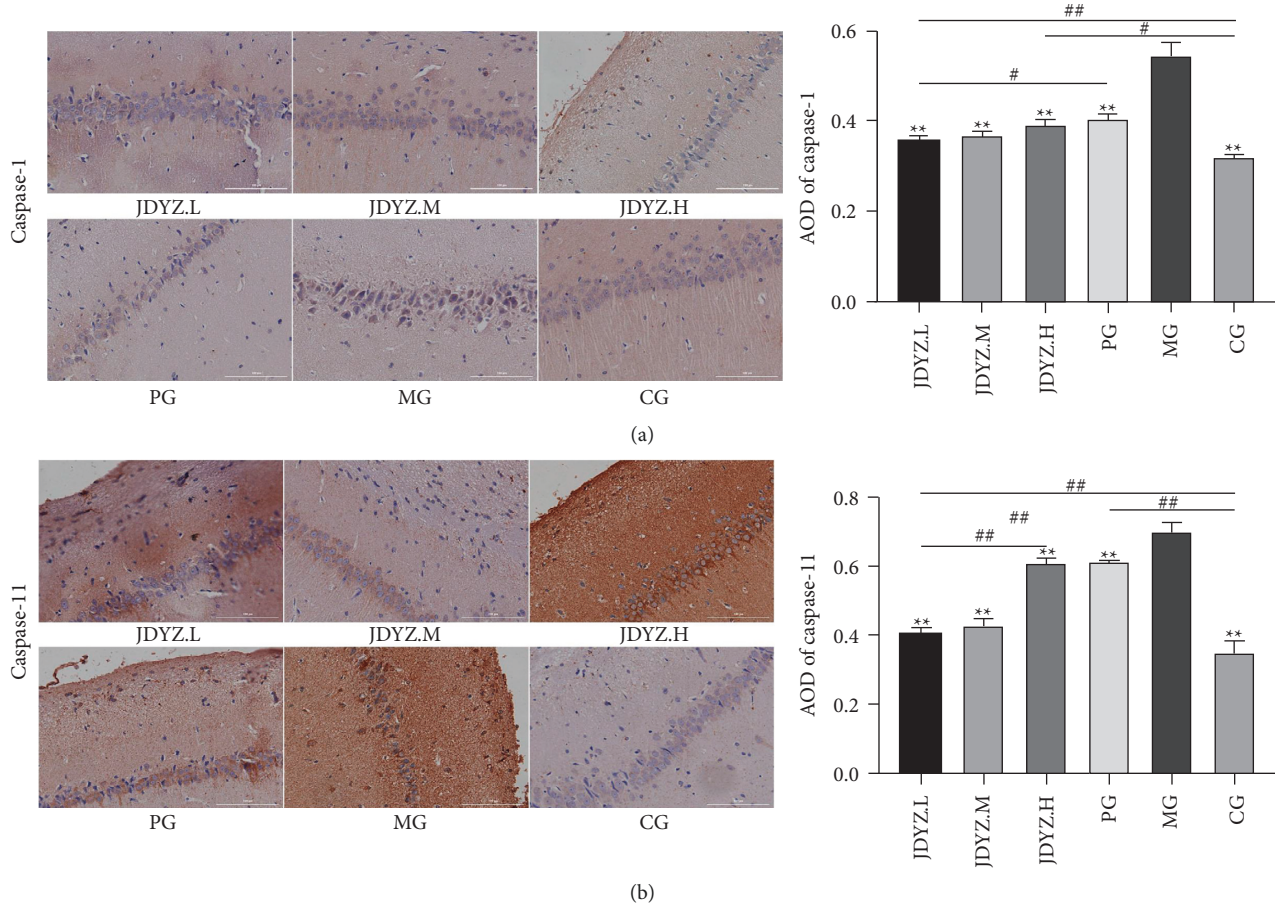 Caspase-1
JDYZ.L
JDYZ.M
JDYZ.H
PG
MG
CG
AOD of caspase-1
0.6
0.4
0.2
0.0
##
#
#
**
**
**
**
**
JDYZ.L
JDYZ.M
JDYZ.H
PG
MG
CG
(a)
Caspase-11
JDYZ.L
JDYZ.M
JDYZ.H
PG
MG
CG
AOD of caspase-11
0.8
0.6
0.4
0.2
0.0
##
##
##
##
**
**
**
**
**
JDYZ.L
JDYZ.M
JDYZ.H
PG
MG
CG
(b)